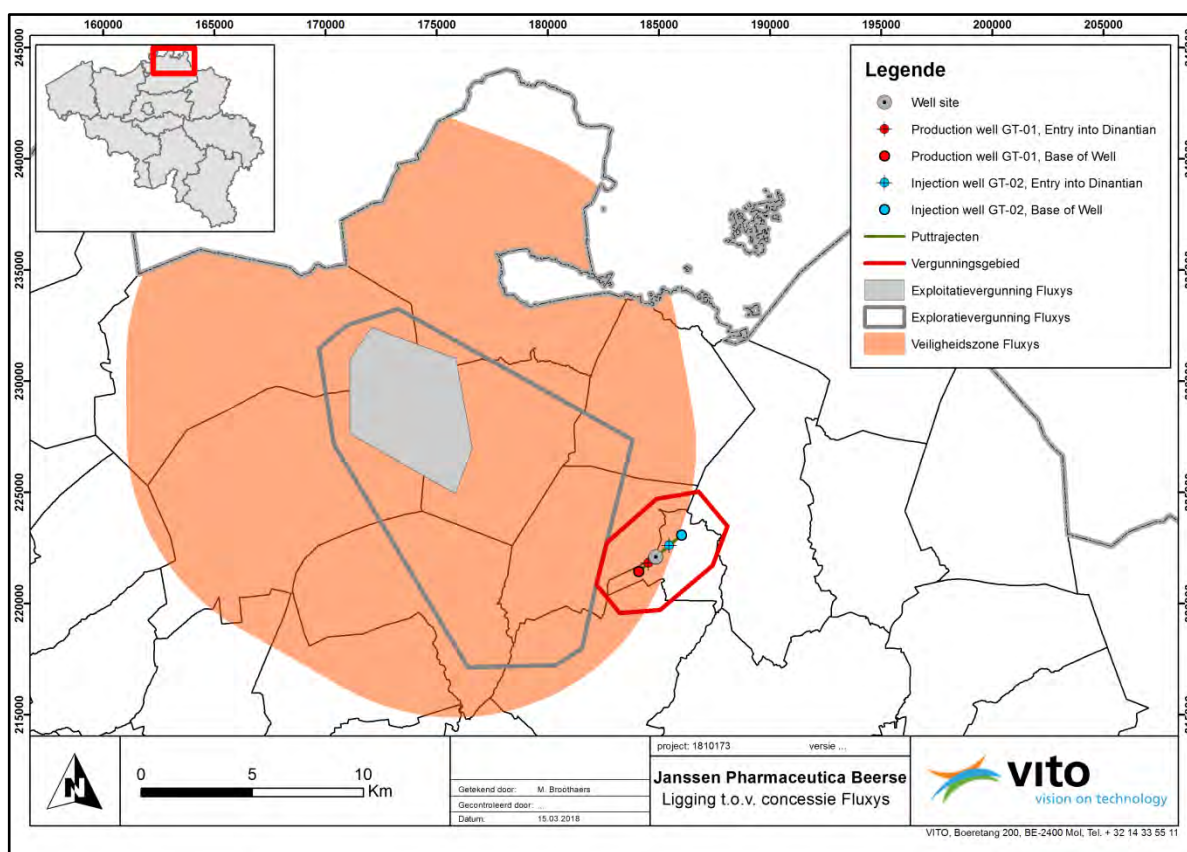 160000 165000 170000 175000 180000 185000 190000 195000 200000 205000
245000
240000
235000
230000
225000
220000
215000
Legende
Well site
Production well GT-01, Entry into Dinantian
Production well GT-01, Base of Well
Injection well GT-02, Entry into Dinantian
Injection well GT-02, Base of Well
Puttrajecten
Vergunningsgebied
Exploitatievergunning Fluxys
Exploratievergunning Fluxys
Veiligheidszone Fluxys
N
0 5 10
Km
Getekend door: M. Broothaers
Gecontroleerd door: ...
Datum: 15.03.2018
project: 1810173 versie ...
Janssen Pharmaceutica Beerse
Ligging t.o.v. concessie Fluxys
vito
vision on technology
VITO, Boeretang 200, BE-2400 Mol, Tel. + 32 14 33 55 11